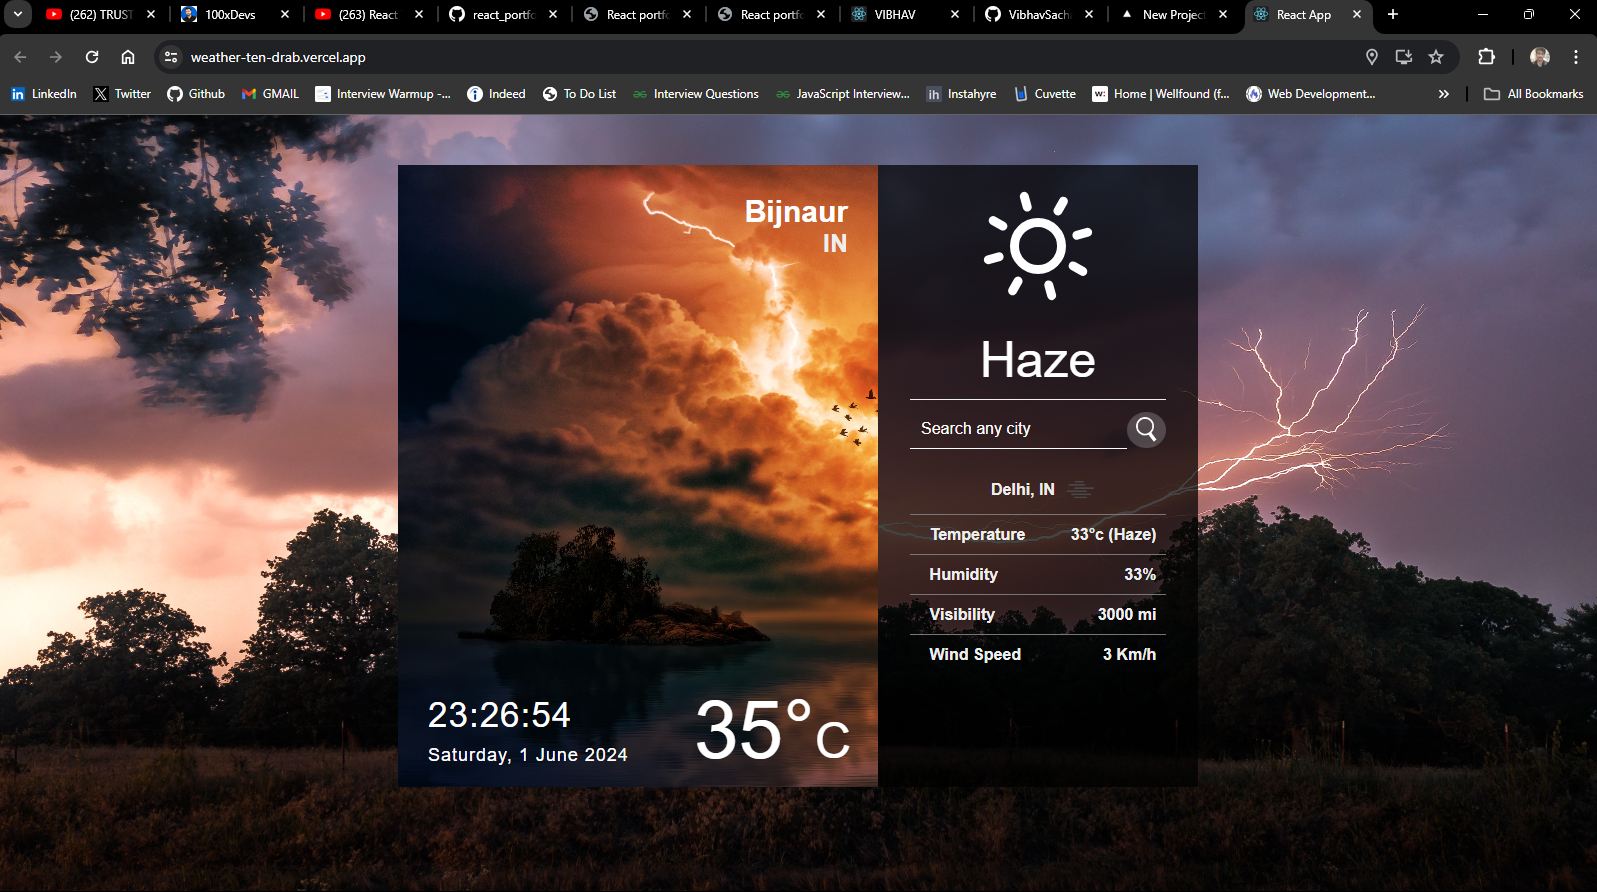 (262) TRUST
100xDevs
(263) React
react_portfo
React portfo
React portfo
VIBHAV
VibhavSacha
New Project
React App
weather-ten-drab.vercel.app
LinkedIn
Twitter
Github
GMAIL
Interview Warmup -...
Indeed
To Do List
Interview Questions
JavaScript Interview...
Instahyre
Cuvette
Home | Wellfound (f...
Web Development...
All Bookmarks
Bijnaur
IN
23:26:54
Saturday, 1 June 2024
35°C
Haze
Search any city
Delhi, IN
Temperature 33°c (Haze)
Humidity 33%
Visibility 3000 mi
Wind Speed 3 Km/h